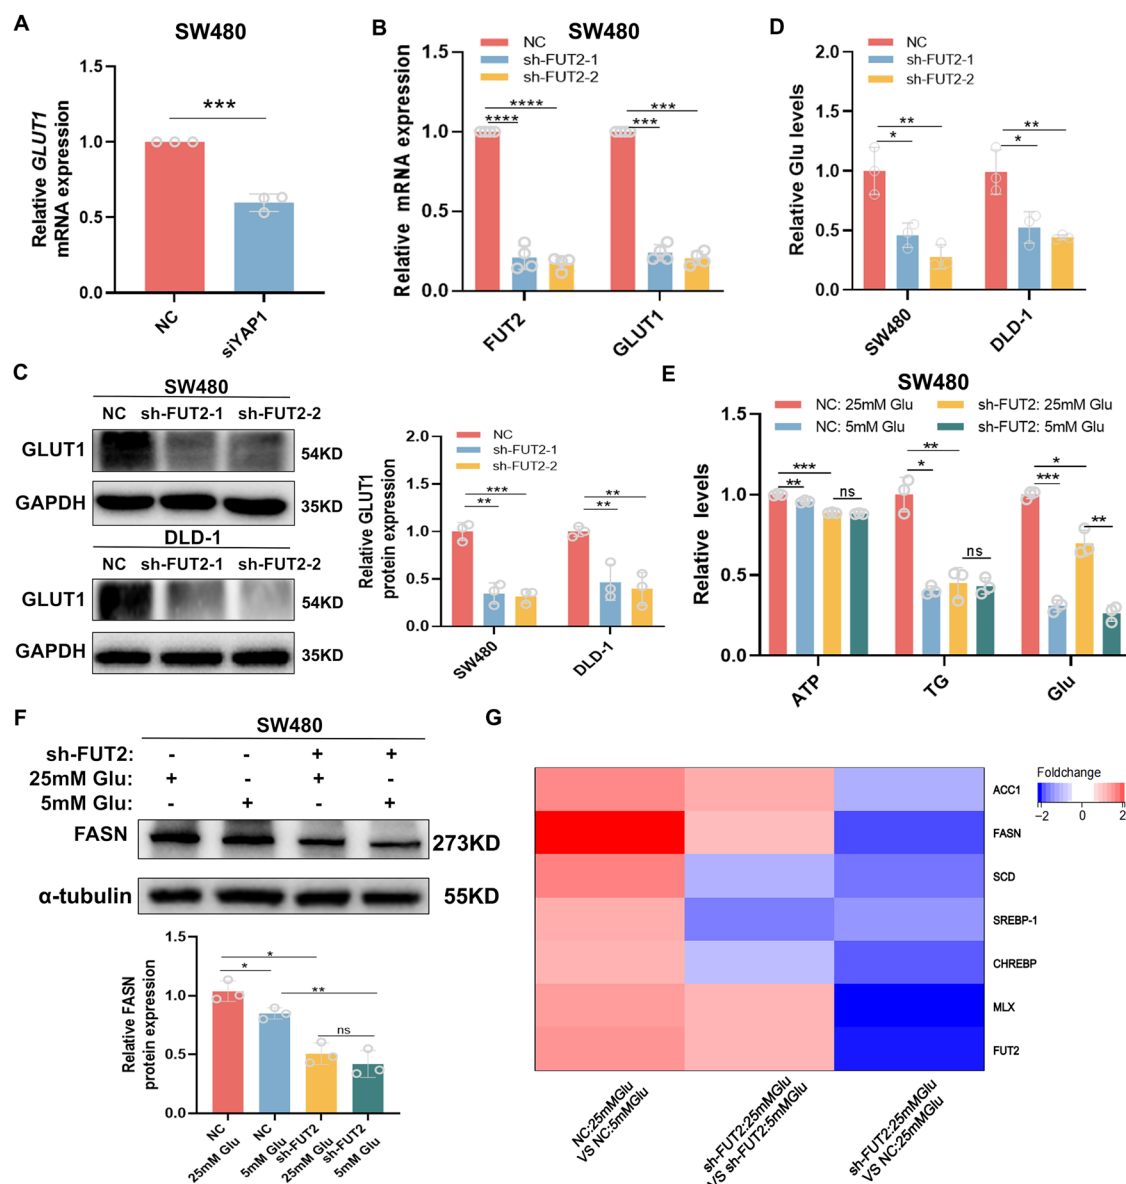 A
SW480
Relative GLUT1
mRNA expression
1.5
1.0
0.5
0.0
***
NC
siYAP1
B
SW480
NC
sh-FUT2-1
sh-FUT2-2
Relative mRNA expression
1.5
1.0
0.5
0.0
****
****
***
***
FUT2
GLUT1
D
NC
sh-FUT2-1
sh-FUT2-2
Relative Glu levels
2.0
1.5
1.0
0.5
0.0
**
*
**
*
SW480
DLD-1
C
SW480
NC sh-FUT2-1 sh-FUT2-2
GLUT1
54KD
GAPDH
35KD
DLD-1
NC sh-FUT2-1 sh-FUT2-2
GLUT1
54KD
GAPDH
35KD
NC
sh-FUT2-1
sh-FUT2-2
Relative GLUT1
protein expression
2.0
1.5
1.0
0.5
0.0
***
**
**
**
SW480
DLD-1
E
SW480
NC: 25mM Glu
NC: 5mM Glu
sh-FUT2: 25mM Glu
sh-FUT2: 5mM Glu
Relative levels
1.5
1.0
0.5
0.0
***
**
ns
**
*
ns
*
***
**
ATP
TG
Glu
F
SW480
sh-FUT2: - - + +
25mM Glu: + - + -
5mM Glu: - + - +
FASN
273KD
α-tubulin
55KD
Relative FASN
protein expression
1.5
1.0
0.5
0.0
*
*
**
ns
NC
25mM Glu
NC
5mM Glu
sh-FUT2
25mM Glu
sh-FUT2
5mM Glu
G
ACC1
FASN
SCD
SREBP-1
CHREBP
MLX
FUT2
Foldchange
−2 0 2
NC:25mMGlu
VS NC:5mMGlu
sh-FUT2:25mMGlu
VS sh-FUT2:5mMGlu
sh-FUT2:25mMGlu
VS NC:25mMGlu